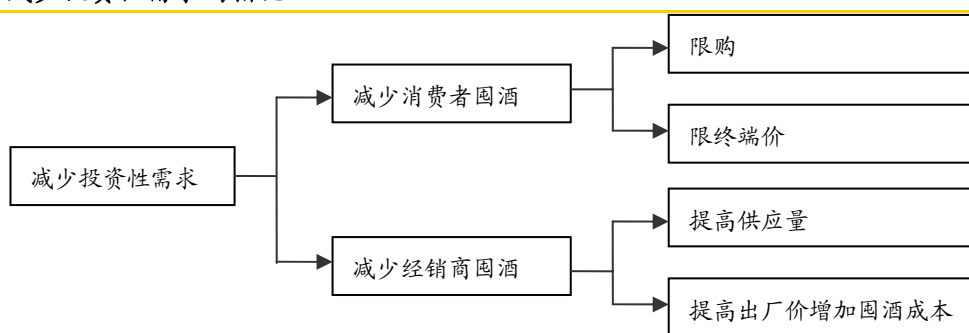 减少投资性需求
减少消费者囤酒
限购
限终端价
减少经销商囤酒
提高供应量
提高出厂价增加囤酒成本